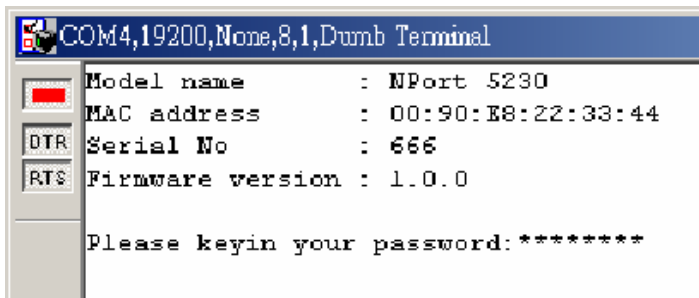 COM4,19200,None,8,1,Dumb Terminal
Model name : NPort 5230
MAC address : 00:90:E8:22:33:44
DTR
Serial No : 666
RTS
Firmware version : 1.0.0
Please keyin your password:********